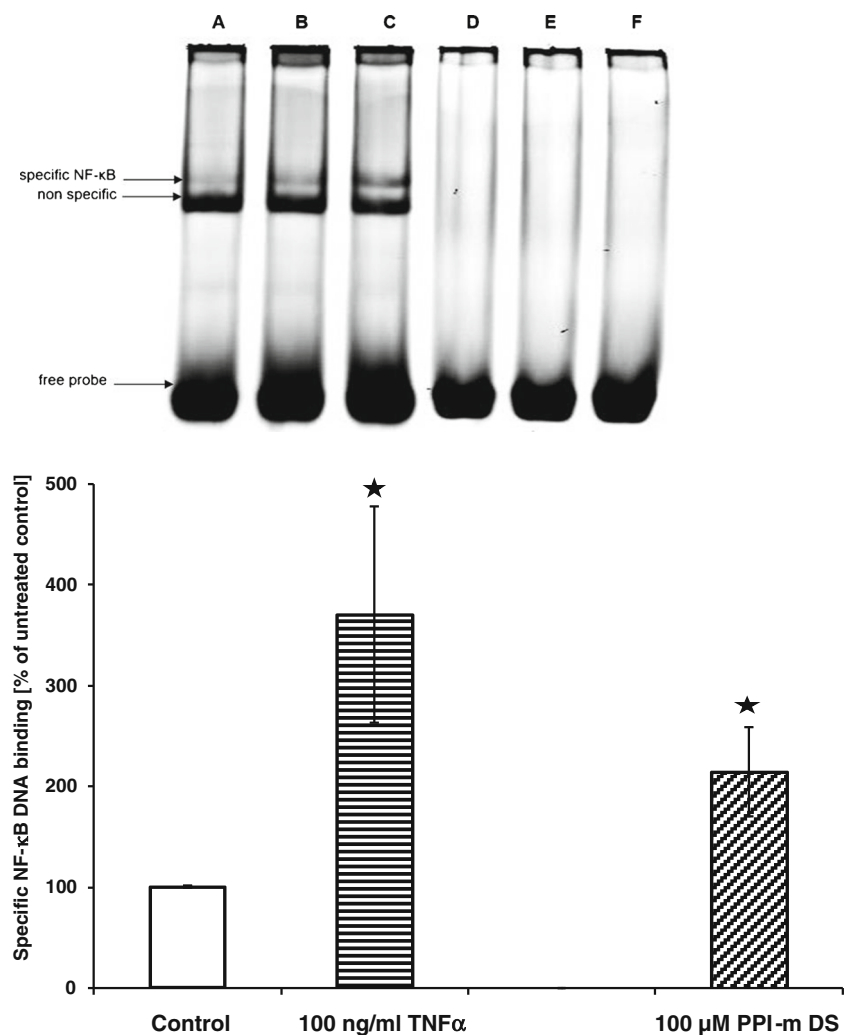 A B C D E F
specific NF-κB
non specific
free probe
Specific NF-κB DNA binding [% of untreated control]
500
400
300
200
100
0
Control 100 ng/ml TNFα 100 µM PPI-m DS